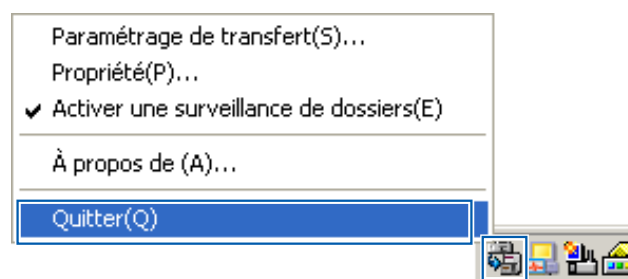 Paramétrage de transfert(S)...
Propriété(P)...
Activer une surveillance de dossiers(E)
À propos de (A)...
Quitter(Q)